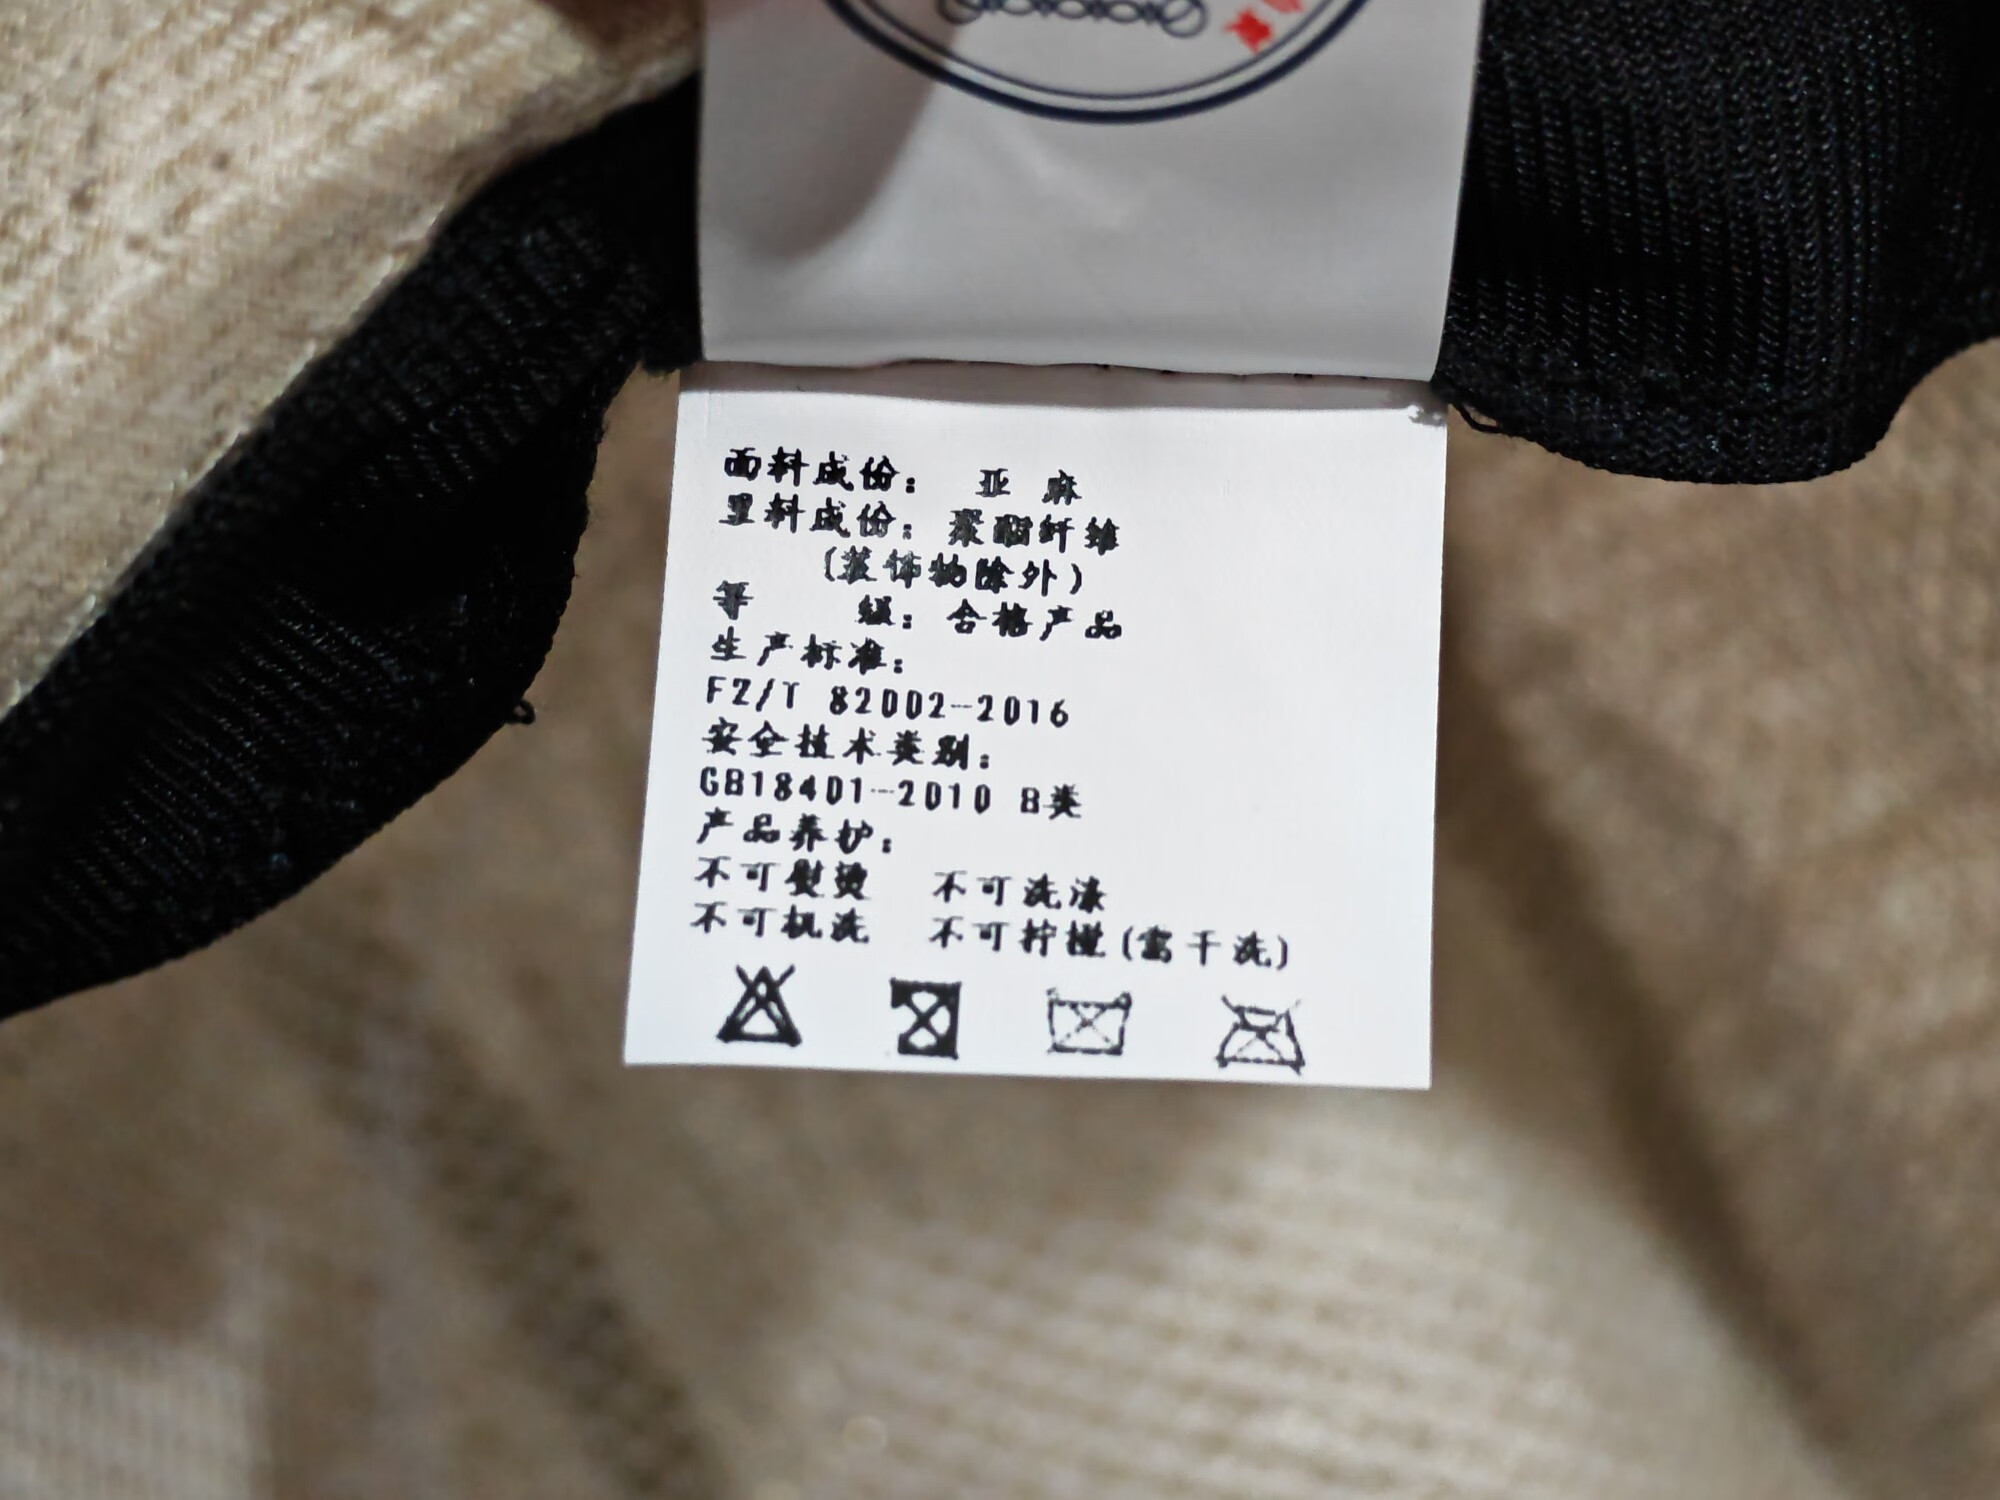 面料成份： 亚 麻
里料成份：聚酯纤维
(装饰物除外)
等 级：合格产品
生产标准：
FZ/T 82002-2016
安全技术类别：
GB18401-2010 B类
产品养护：
不可熨烫 不可洗涤
不可机洗 不可拧搅(需干洗)